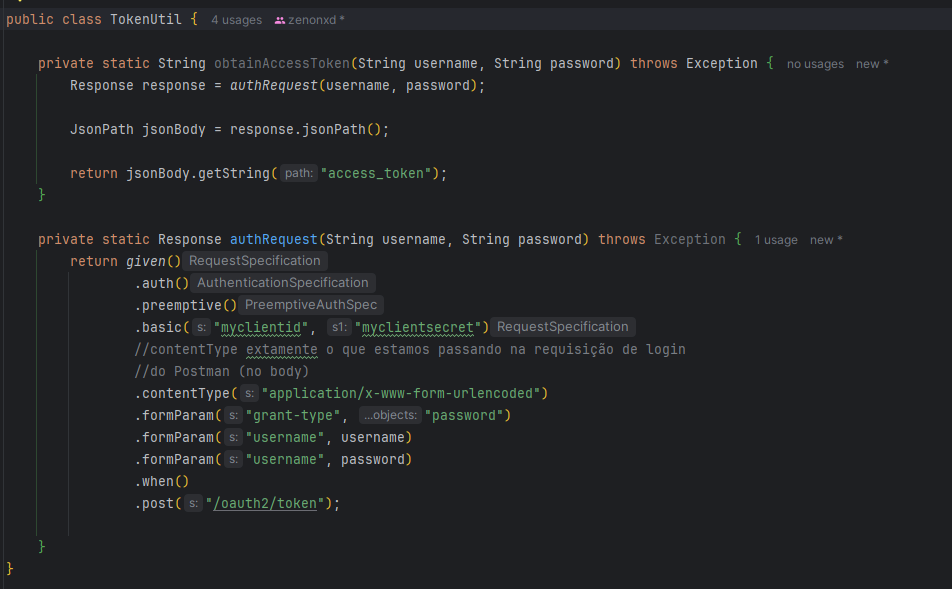 public class TokenUtil { 4 usages zenonxd *
private static String obtainAccessToken(String username, String password) throws Exception { no usages new *
Response response = authRequest(username, password);
JsonPath jsonBody = response.jsonPath();
return jsonBody.getString( path: "access_token");
}
private static Response authRequest(String username, String password) throws Exception { 1 usage new *
return given() RequestSpecification
.auth() AuthenticationSpecification
.preemptive() PreemptiveAuthSpec
.basic( s: "myclientid", s1: "myclientsecret") RequestSpecification
//contentType extamente o que estamos passando na requisição de login
//do Postman (no body)
.contentType( s: "application/x-www-form-urlencoded")
.formParam( s: "grant-type", ...objects: "password")
.formParam( s: "username", username)
.formParam( s: "username", password)
.when()
.post( s: "/oauth2/token");
}
}